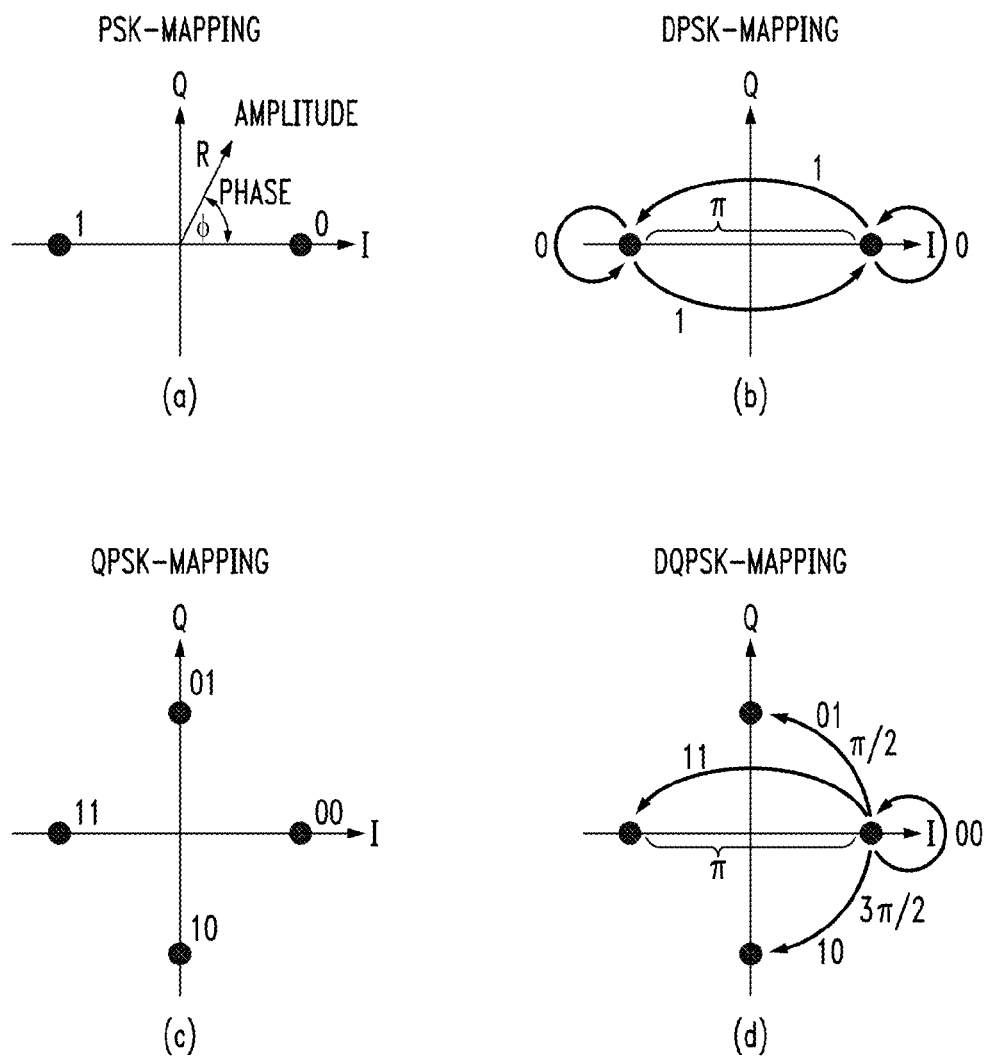 PSK-MAPPING
Q
AMPLITUDE
R
PHASE
ϕ
1
0
I
(a)
DPSK-MAPPING
Q
1
π
0
I
0
1
(b)
QPSK-MAPPING
Q
01
11
00
I
10
(c)
DQPSK-MAPPING
Q
01
π/2
11
I
00
π
3π/2
10
(d)